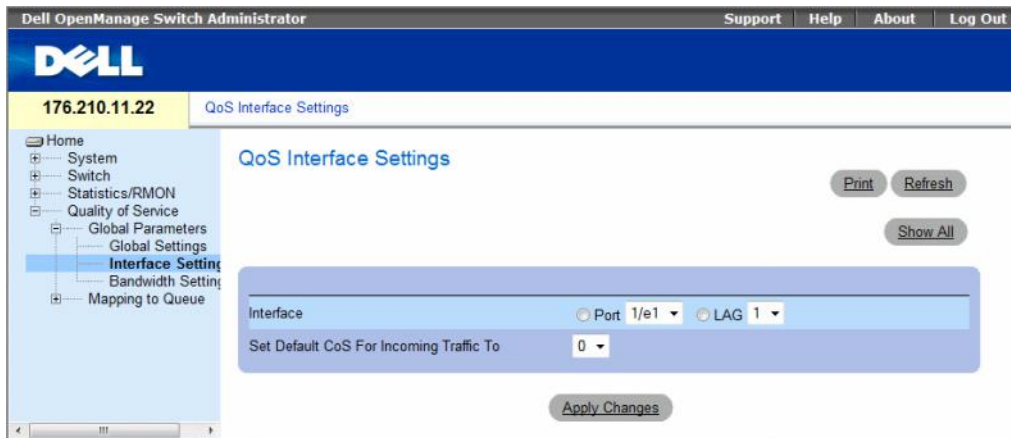 Dell OpenManage Switch Administrator
Support Help About Log Out
DELL
176.210.11.22
QoS Interface Settings
Home
System
Switch
Statistics/RMON
Quality of Service
Global Parameters
Global Settings
Interface Setting
Bandwidth Setting
Mapping to Queue
QoS Interface Settings
Print Refresh
Show All
Interface Port 1/e1 LAG 1
Set Default CoS For Incoming Traffic To 0
Apply Changes